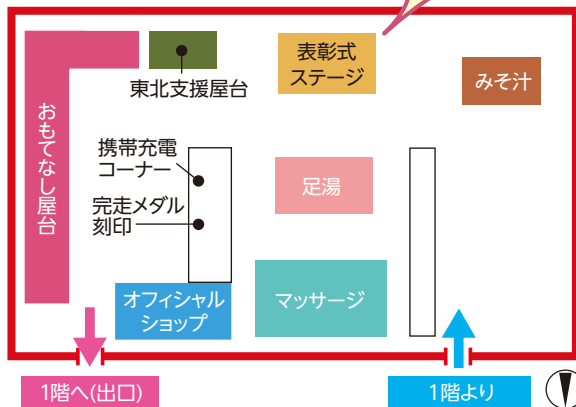 表彰式
ステージ
東北支援屋台
みそ汁
おもてなし屋台
携帯充電
コーナー
完走メダル
刻印
足湯
オフィシャル
ショップ
マッサージ
1階へ(出口)
1階より